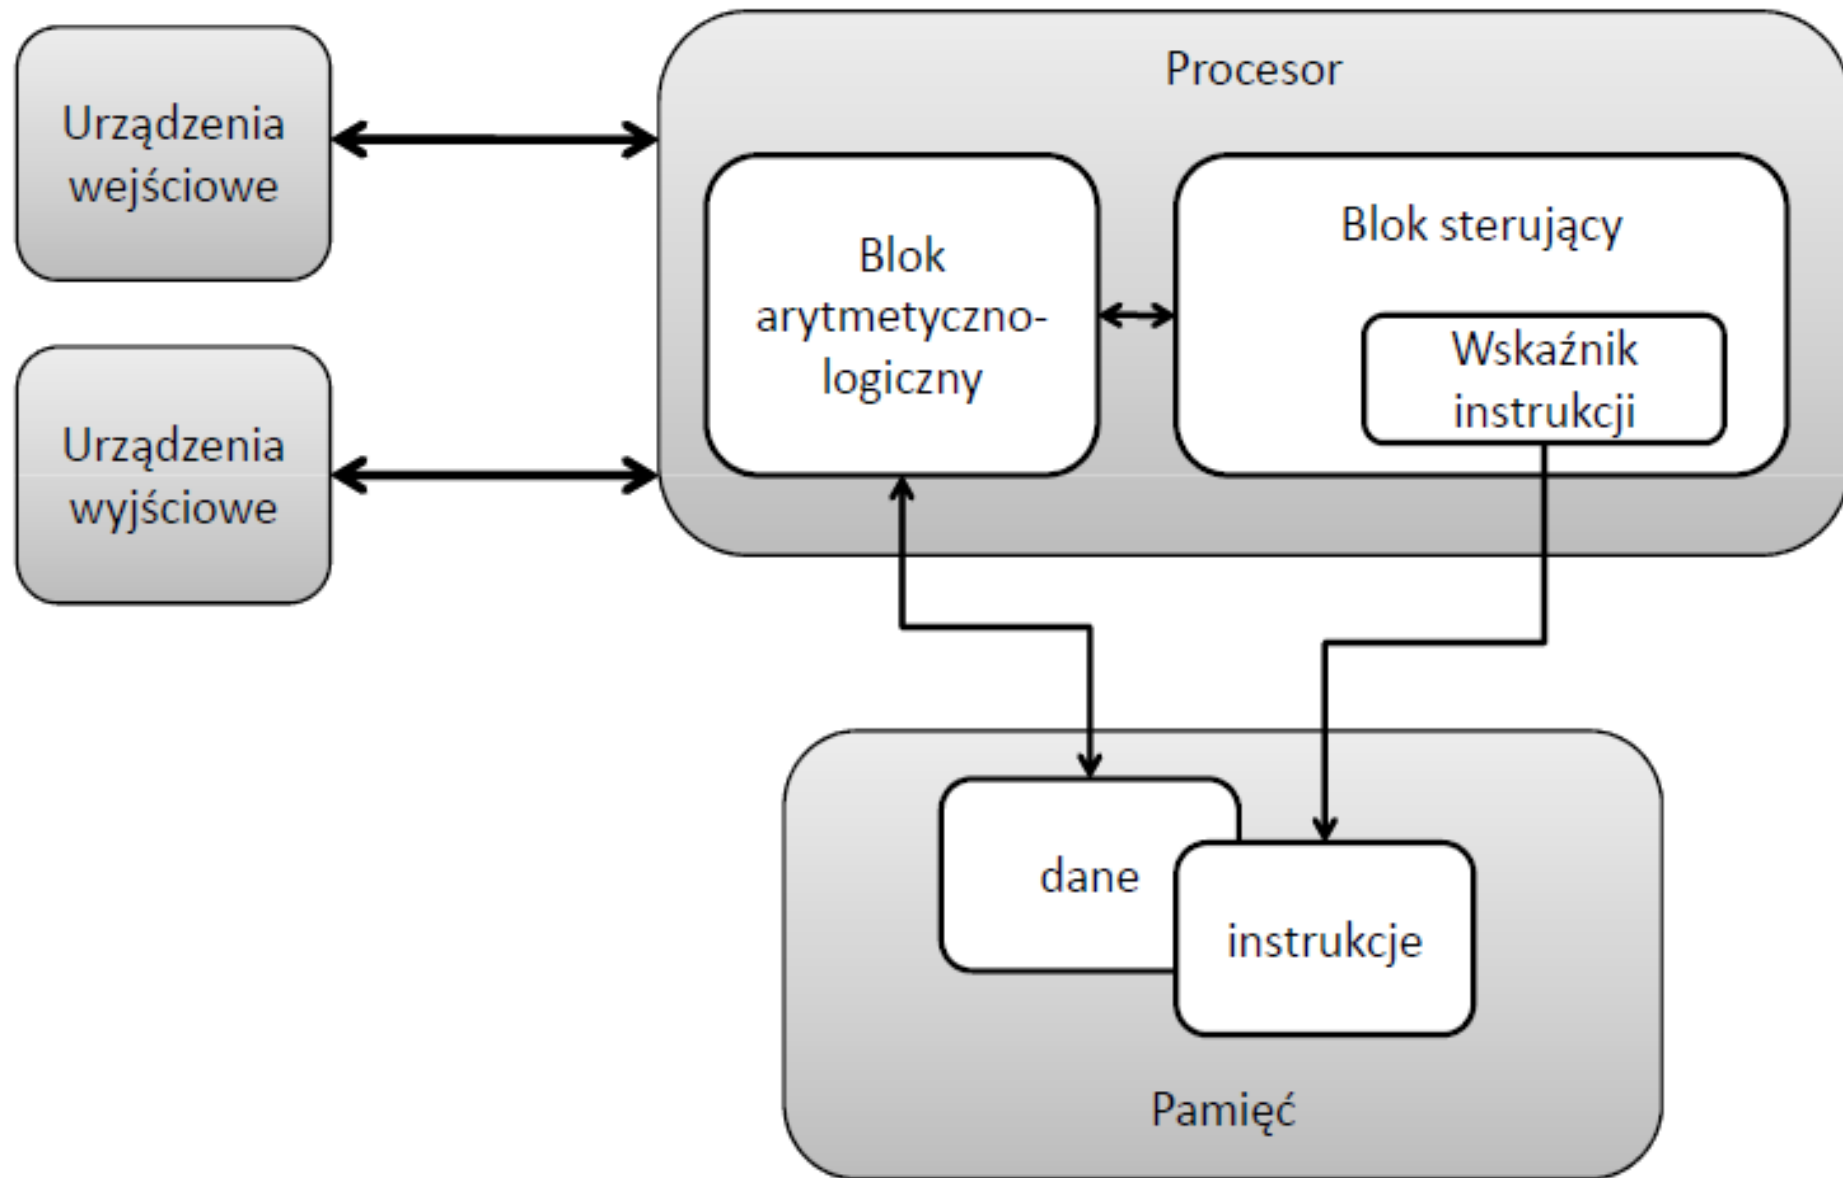 Procesor
Urządzenia
wejściowe
Blok
arytmetyczno-
logiczny
Blok sterujący
Wskaźnik
instrukcji
Urządzenia
wyjściowe
dane
instrukcje
Pamięć